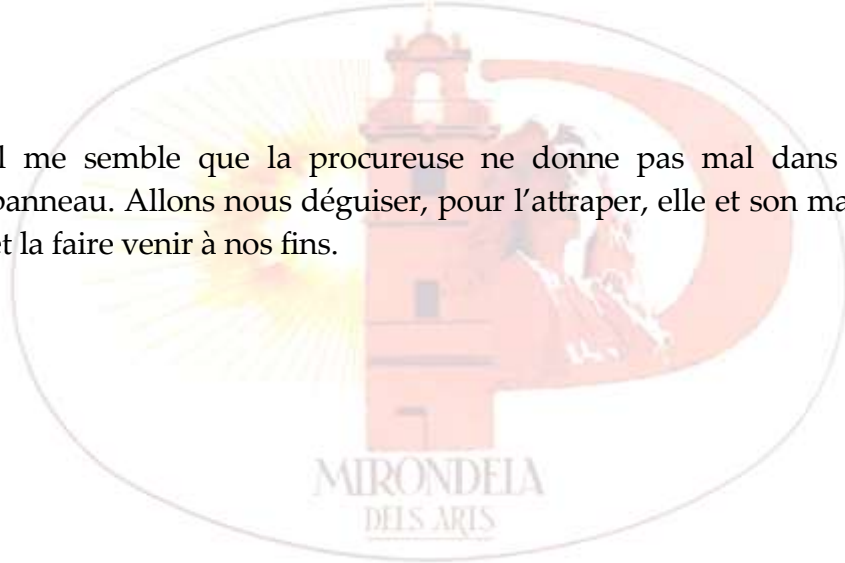 l me semble que la procureuse ne donne pas mal dans
panneau. Allons nous déguiser, pour l’attraper, elle et son ma
et la faire venir à nos fins.
MIRONDELA
DELS ARTS